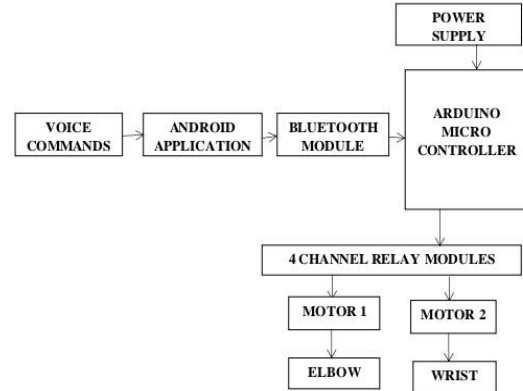 POWER
SUPPLY
VOICE
COMMANDS
ANDROID
APPLICATION
BLUETOOTH
MODULE
ARDUINO
MICRO
CONTROLLER
4 CHANNEL RELAY MODULES
MOTOR 1
MOTOR 2
ELBOW
WRIST